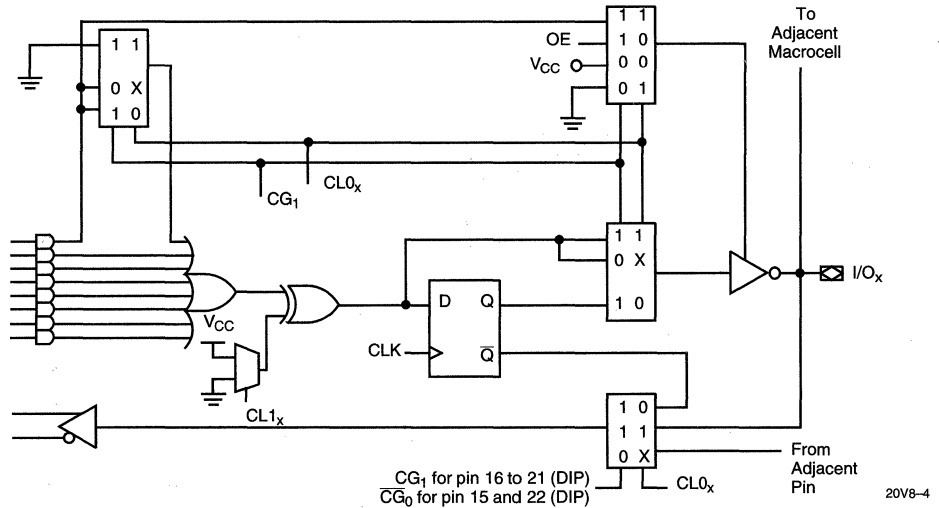 1 1
0 X
1 0
1 1
1 0
0 0
0 1
OE
VCC
To
Adjacent
Macrocell
CG1
CL0x
1 1
0 X
1 0
I/Ox
VCC
D Q
CLK
Q̅
CL1x
1 0
1 1
0 X
From
Adjacent
Pin
CG1 for pin 16 to 21 (DIP)
C̅G̅0 for pin 15 and 22 (DIP)
CL0x
20V8–4